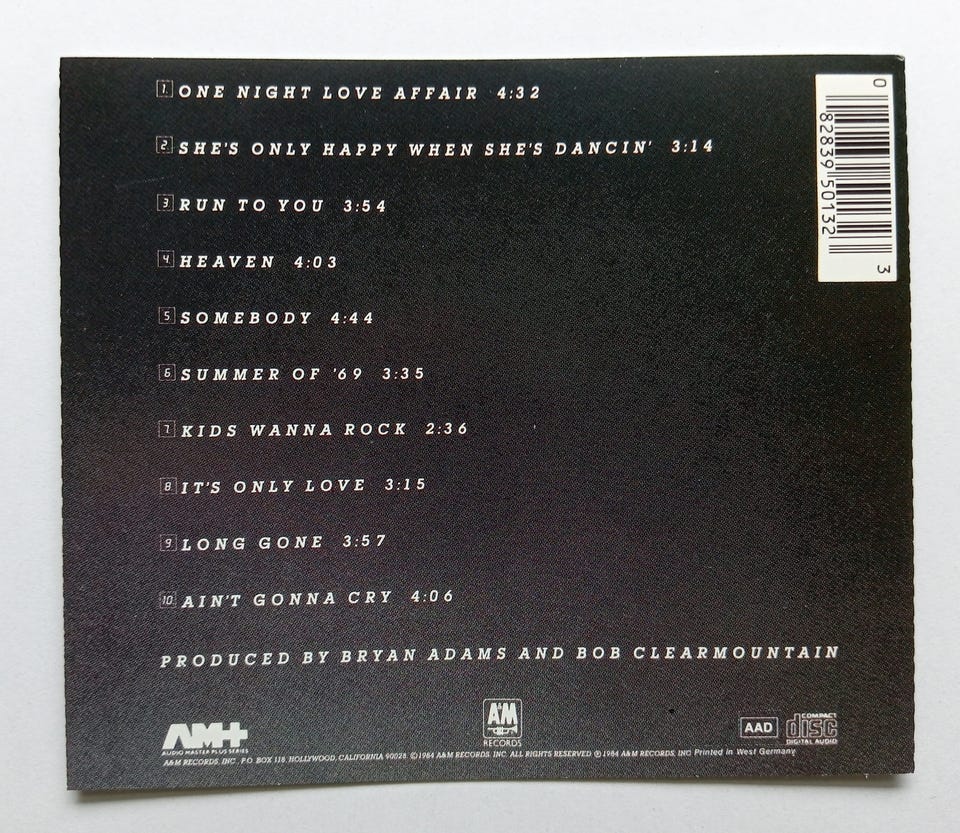 1. ONE NIGHT LOVE AFFAIR 4:32
2. SHE'S ONLY HAPPY WHEN SHE'S DANCIN' 3:14
3. RUN TO YOU 3:54
4. HEAVEN 4:03
5 SOMEBODY 4:44
6 SUMMER OF '69 3:35
7 KIDS WANNA ROCK 2:36
8 IT'S ONLY LOVE 3:15
9 LONG GONE 3:57
10 AIN'T GONNA CRY 4:06
PRODUCED BY BRYAN ADAMS AND BOB CLEARMOUNTAIN
0 82839 50132 3
AM+
AUDIO MASTER PLUS SERIES
A&M
RECORDS
AAD
COMPACT
disc
DIGITAL AUDIO
A&M RECORDS, INC., P.O. BOX 118, HOLLYWOOD, CALIFORNIA 90028 ©1984 A&M RECORDS, INC. ALL RIGHTS RESERVED ℗1984 A&M RECORDS, INC Printed in West Germany